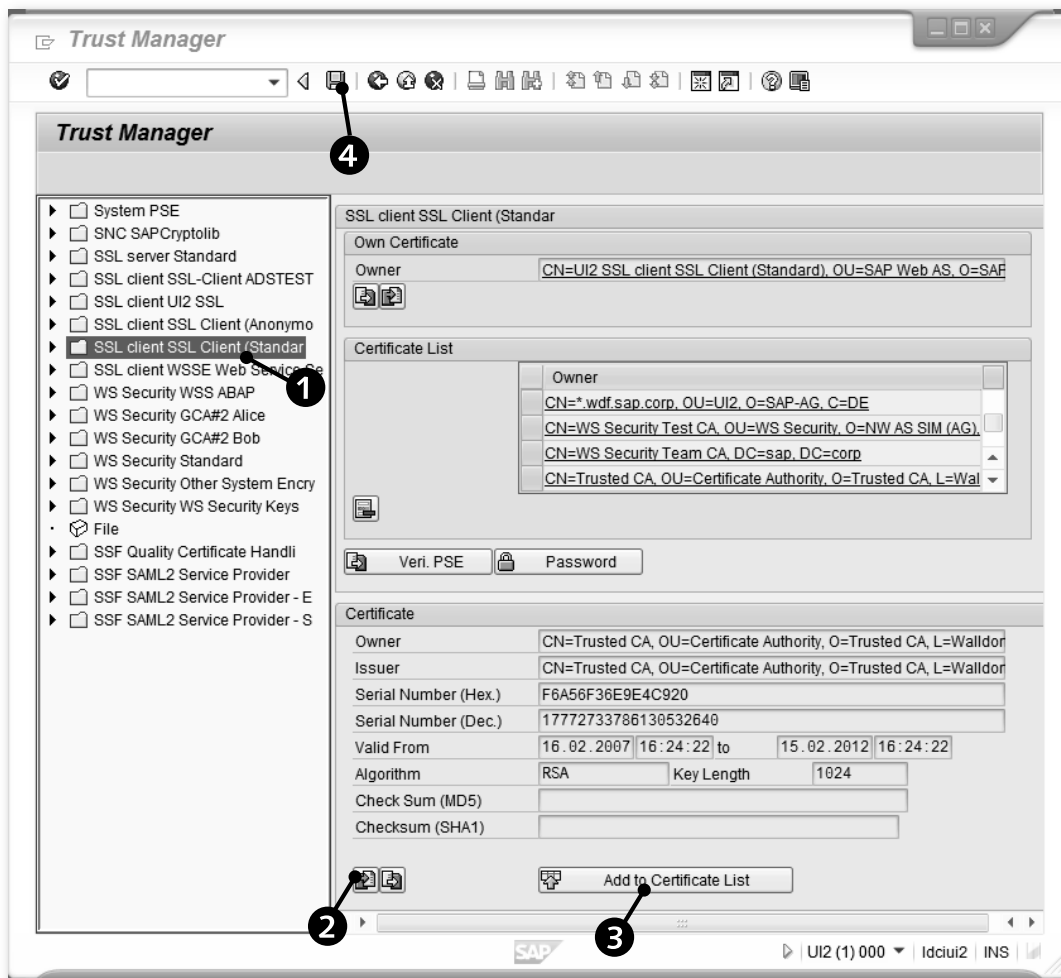 Trust Manager
4
Trust Manager
System PSE
SNC SAPCryptolib
SSL server Standard
SSL client SSL-Client ADSTEST
SSL client UI2 SSL
SSL client SSL Client (Anonymo
SSL client SSL Client (Standar
SSL client WSSE Web Service Se
1
WS Security WSS ABAP
WS Security GCA#2 Alice
WS Security GCA#2 Bob
WS Security Standard
WS Security Other System Encry
WS Security WS Security Keys
File
SSF Quality Certificate Handli
SSF SAML2 Service Provider
SSF SAML2 Service Provider - E
SSF SAML2 Service Provider - S
SSL client SSL Client (Standar
Own Certificate
Owner CN=UI2 SSL client SSL Client (Standard), OU=SAP Web AS, O=SAP
Certificate List
Owner
CN=*.wdf.sap.corp, OU=UI2, O=SAP-AG, C=DE
CN=WS Security Test CA, OU=WS Security, O=NW AS SIM (AG),
CN=WS Security Team CA, DC=sap, DC=corp
CN=Trusted CA, OU=Certificate Authority, O=Trusted CA, L=Wal
Veri. PSE Password
Certificate
Owner CN=Trusted CA, OU=Certificate Authority, O=Trusted CA, L=Walldor
Issuer CN=Trusted CA, OU=Certificate Authority, O=Trusted CA, L=Walldor
Serial Number (Hex.) F6A56F36E9E4C920
Serial Number (Dec.) 17772733786130532640
Valid From 16.02.2007 16:24:22 to 15.02.2012 16:24:22
Algorithm RSA Key Length 1024
Check Sum (MD5)
Checksum (SHA1)
Add to Certificate List
2
3
SAP UI2 (1) 000 ldciui2 INS